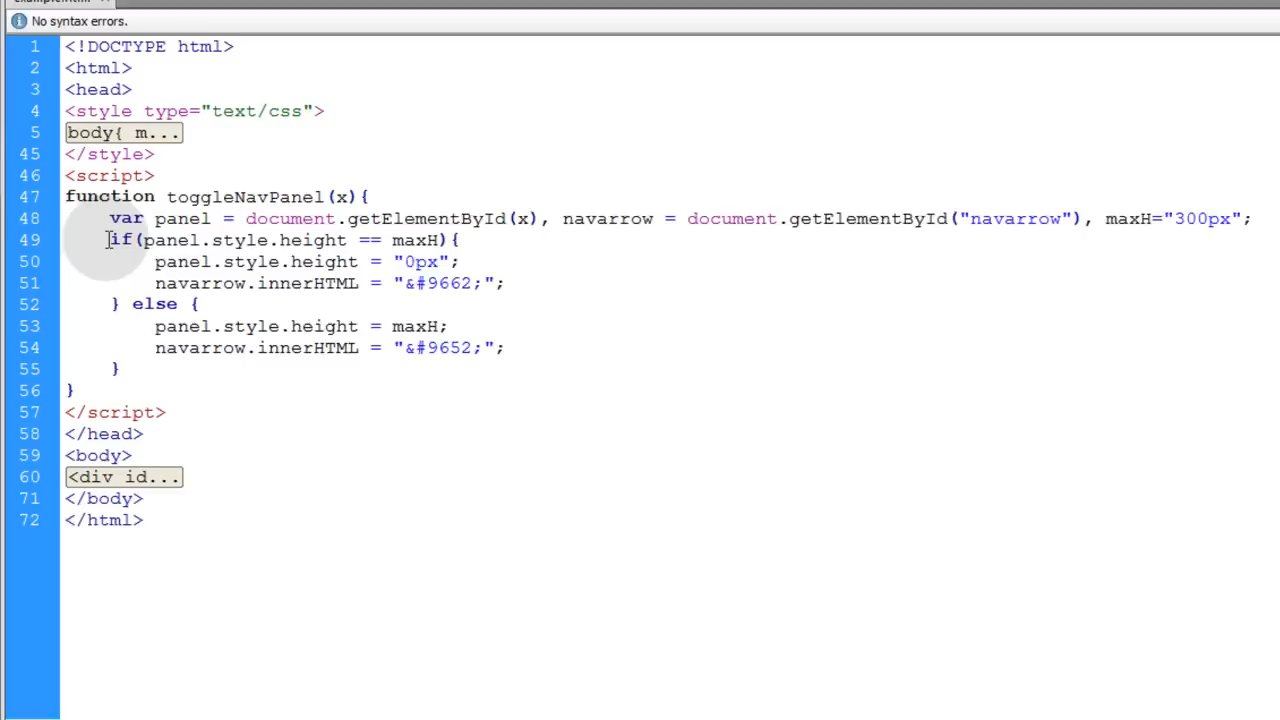 No syntax errors.
1 <!DOCTYPE html>
2 <html>
3 <head>
4 <style type="text/css">
5 body{ m...
45 </style>
46 <script>
47 function toggleNavPanel(x){
48 var panel = document.getElementById(x), navarrow = document.getElementById("navarrow"), maxH="300px";
49 if(panel.style.height == maxH){
50 panel.style.height = "0px";
51 navarrow.innerHTML = "&#9662;";
52 } else {
53 panel.style.height = maxH;
54 navarrow.innerHTML = "&#9652;";
55 }
56 }
57 </script>
58 </head>
59 <body>
60 <div id...
71 </body>
72 </html>